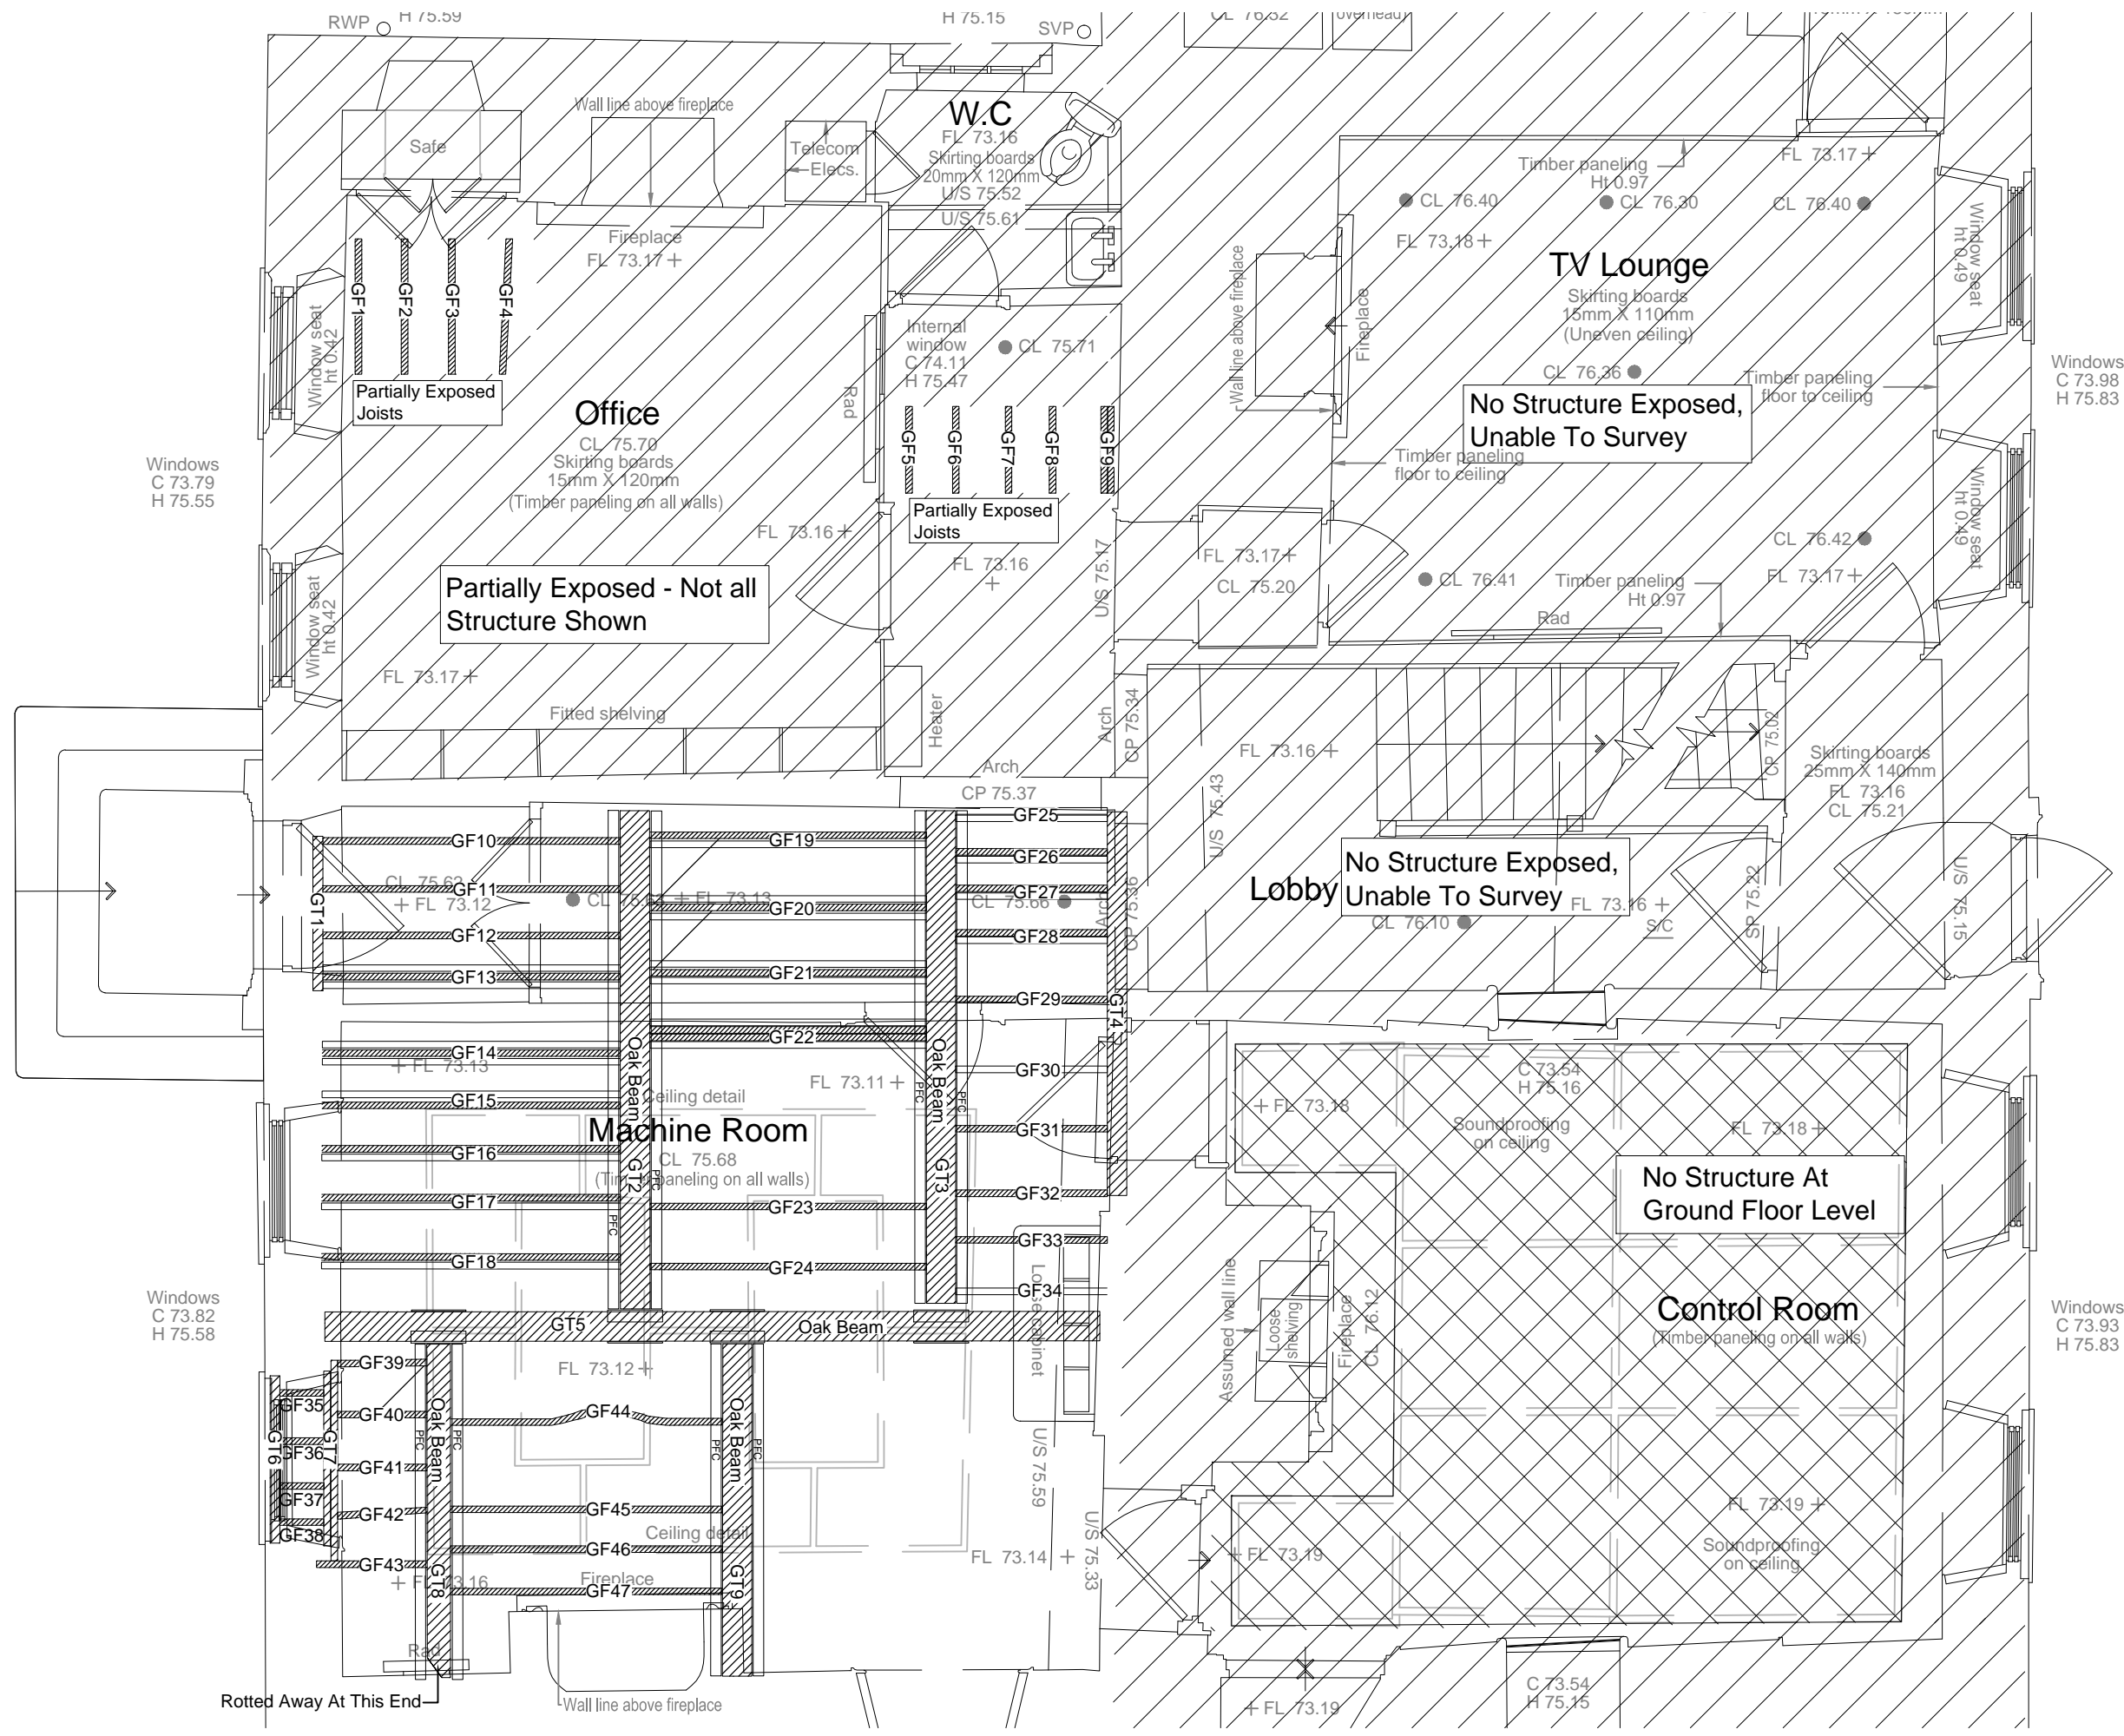 RWP
H 75.59
H 75.15
SVP
CL 76.32
overhead)
Wall line above fireplace
W.C
FL 73.16
Skirting boards
20mm X 120mm
U/S 75.52
U/S 75.61
Safe
Telecom
Elecs.
Timber paneling
Ht 0.97
FL 73.17
CL 76.40
CL 76.30
CL 76.40
FL 73.18
Fireplace
FL 73.17
TV Lounge
Skirting boards
15mm X 110mm
(Uneven ceiling)
CL 76.36
Window seat
ht 0.49
Wall line above fireplace
Fireplace
GF1
GF2
GF3
GF4
Window seat
ht 0.42
Partially Exposed
Joists
Internal
window
C 74.11
H 75.47
CL 75.71
Rad
Office
CL 75.70
Skirting boards
15mm X 120mm
(Timber paneling on all walls)
GF5
GF6
GF7
GF8
GF9
Partially Exposed
Joists
No Structure Exposed,
Unable To Survey
Timber paneling
floor to ceiling
Windows
C 73.98
H 75.83
Timber paneling
floor to ceiling
Windows
C 73.79
H 75.55
Window seat
ht 0.49
FL 73.16
FL 73.16
U/S 75.17
FL 73.17
CL 75.20
CL 76.42
CL 76.41
FL 73.17
Timber paneling
Ht 0.97
Rad
Partially Exposed - Not all
Structure Shown
Window seat
ht 0.42
FL 73.17
Fitted shelving
Heater
Arch
CP 75.34
Arch
CP 75.37
FL 73.16
U/S 75.43
CP 75.02
Skirting boards
25mm X 140mm
FL 73.16
CL 75.21
GF25
GF10
GF19
GF26
CL 75.62
GF11
FL 73.12
GT1
FL 73.13
GF20
GF27
CL 75.66
Arch
CP 75.36
Lobby
No Structure Exposed,
Unable To Survey
FL 73.16
S/C
CL 76.10
SP 75.22
U/S 75.15
GF12
GF28
GF13
GF21
GF29
GT4
GF22
GF14
FL 73.13
Oak Beam
Oak Beam
GF30
FL 73.11
PFC
PFC
GF15
Ceiling detail
Machine Room
CL 75.68
GF31
GF16
GT2
PFC
GT3
GF32
GF17
PFC
GF23
GF33
GF18
GF24
GF34
Loose cabinet
C 73.54
H 75.16
FL 73.18
Soundproofing
on ceiling
FL 73.18
No Structure At
Ground Floor Level
Control Room
(Timber paneling on all walls)
Windows
C 73.93
H 75.83
Assumed wall line
Loose
shelving
Fireplace
CL 76.12
Windows
C 73.82
H 75.58
GT5
Oak Beam
GF39
FL 73.12
GF35
GF40
GF44
GF36
GT6
GT7
GF41
GF37
GF42
GF38
GF43
Oak Beam
PFC
PFC
PFC
Oak Beam
PFC
GF45
Ceiling detail
GF46
Fireplace
GF47
GT8
GT9
FL 73.16
U/S 75.59
U/S 75.33
FL 73.14
FL 73.19
FL 73.19
Soundproofing
on ceiling
Rad
Rotted Away At This End
Wall line above fireplace
C 73.54
H 75.15
FL 73.19